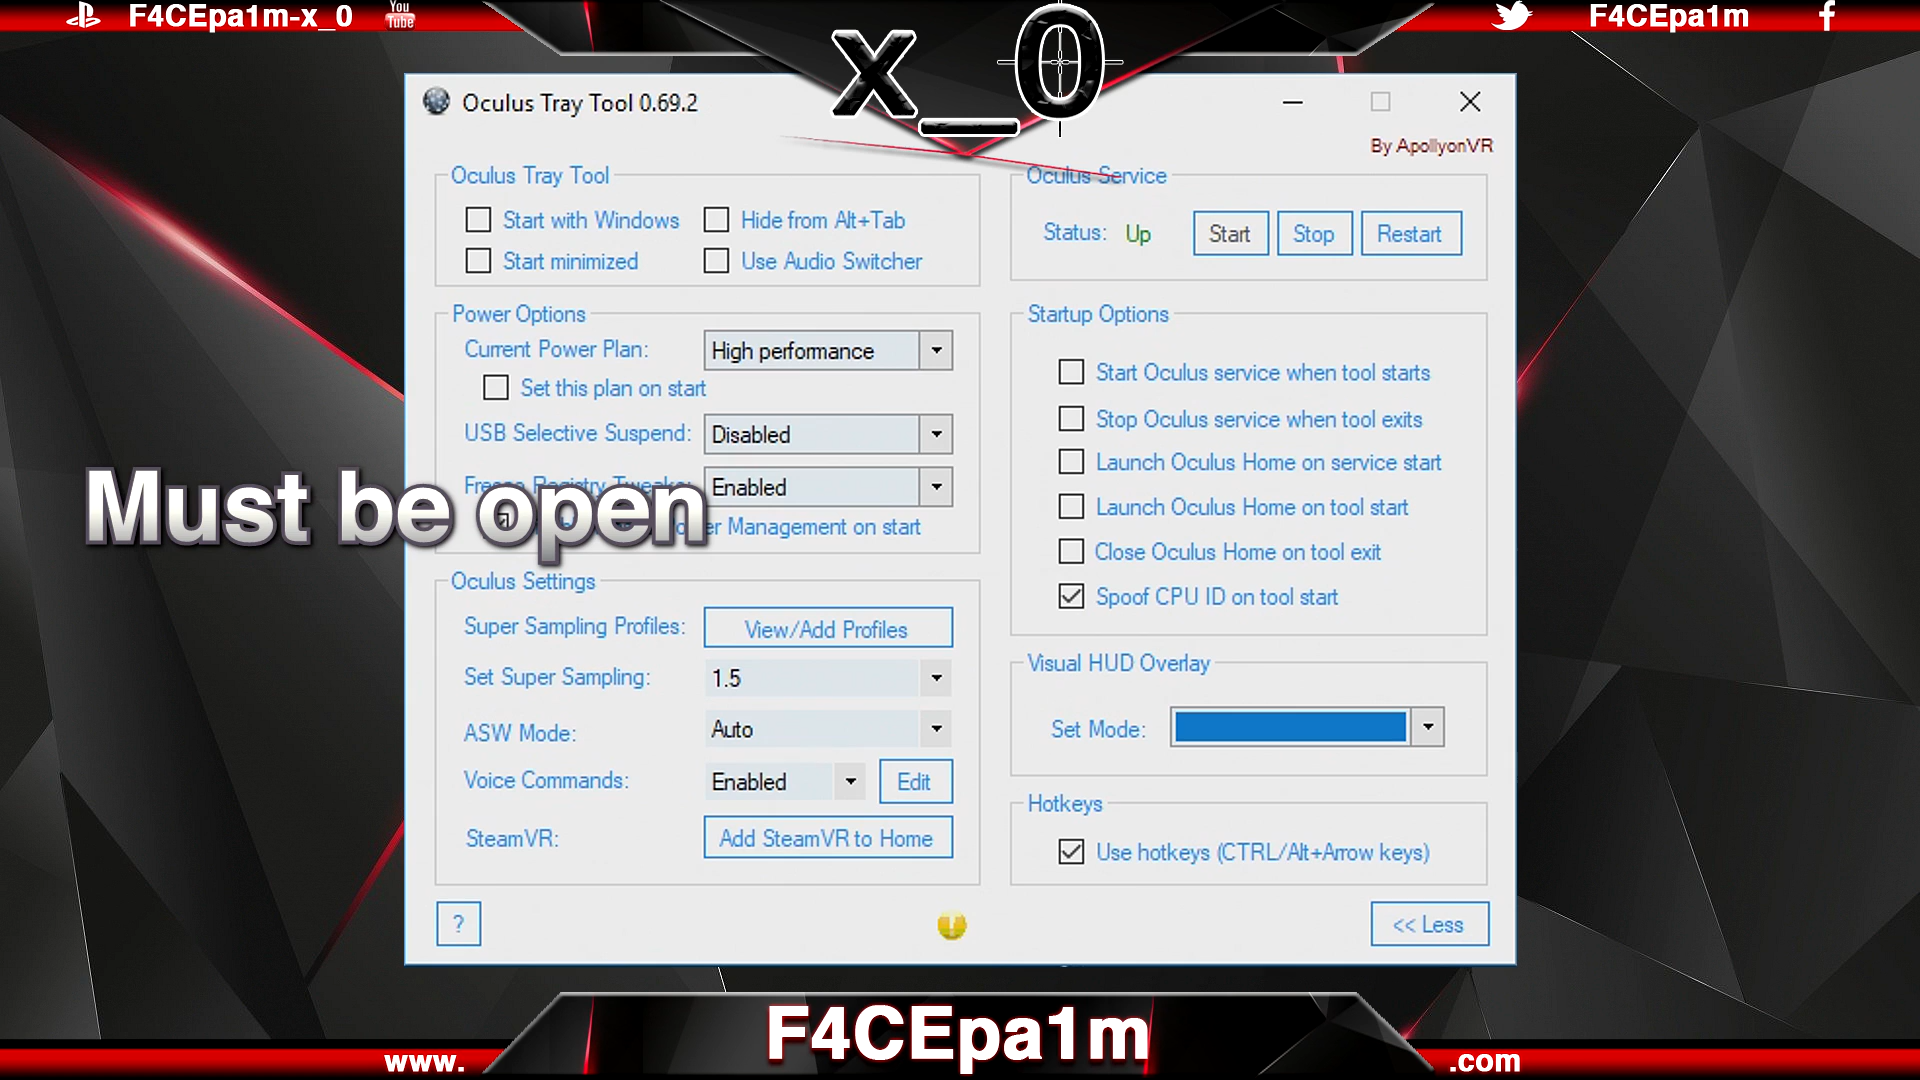 F4CEpa1m-x_0
You
Tube
F4CEpa1m
f
x_0
Oculus Tray Tool 0.69.2
By ApollyonVR
Oculus Tray Tool
Start with Windows
Hide from Alt+Tab
Start minimized
Use Audio Switcher
Oculus Service
Status: Up
Start
Stop
Restart
Power Options
Current Power Plan:
High performance
Set this plan on start
USB Selective Suspend:
Disabled
Fresco Registry Tweaks:
Enabled
Management on start
Must be open
Startup Options
Start Oculus service when tool starts
Stop Oculus service when tool exits
Launch Oculus Home on service start
Launch Oculus Home on tool start
Close Oculus Home on tool exit
Spoof CPU ID on tool start
Oculus Settings
Super Sampling Profiles:
View/Add Profiles
Set Super Sampling:
1.5
ASW Mode:
Auto
Voice Commands:
Enabled
Edit
SteamVR:
Add SteamVR to Home
Visual HUD Overlay
Set Mode:
Hotkeys
Use hotkeys (CTRL/Alt+Arrow keys)
?
<< Less
www.
F4CEpa1m
.com